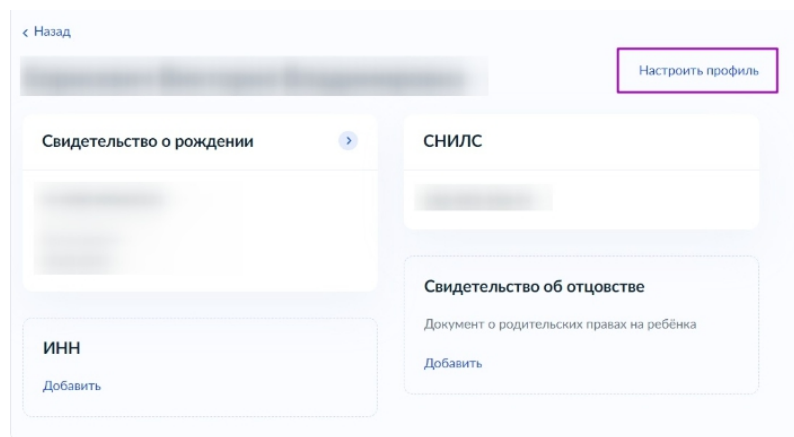 ‹ Назад
Настроить профиль
Свидетельство о рождении
СНИЛС
Свидетельство об отцовстве
Документ о родительских правах на ребёнка
Добавить
ИНН
Добавить